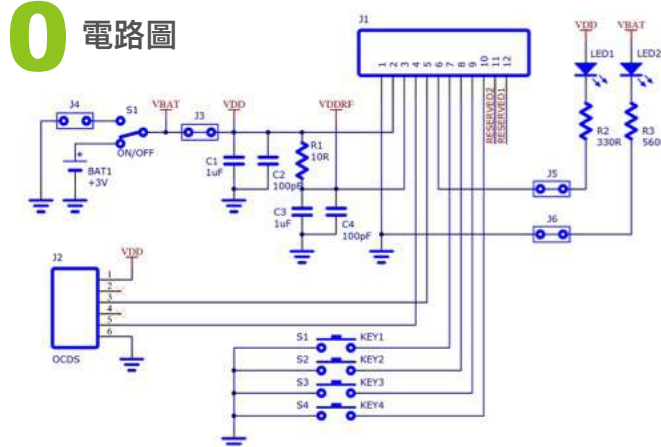 0 電路圖
J1
VDD VBAT
LED1 LED2
1 2 3 4 5 6 7 8 9 10 11 12
RESERVED2
RESERVED1
J4 S1 VBAT J3 VDD VDDRF
ON/OFF
BAT1
+3V
+
C1
1uF
C2
100pF
R1
10R
C3
1uF
C4
100pF
R2
330R
R3
J5
J6
J2 VDD
1
2
3
4
5
6
OCDS
S1 KEY1
S2 KEY2
S3 KEY3
S4 KEY4